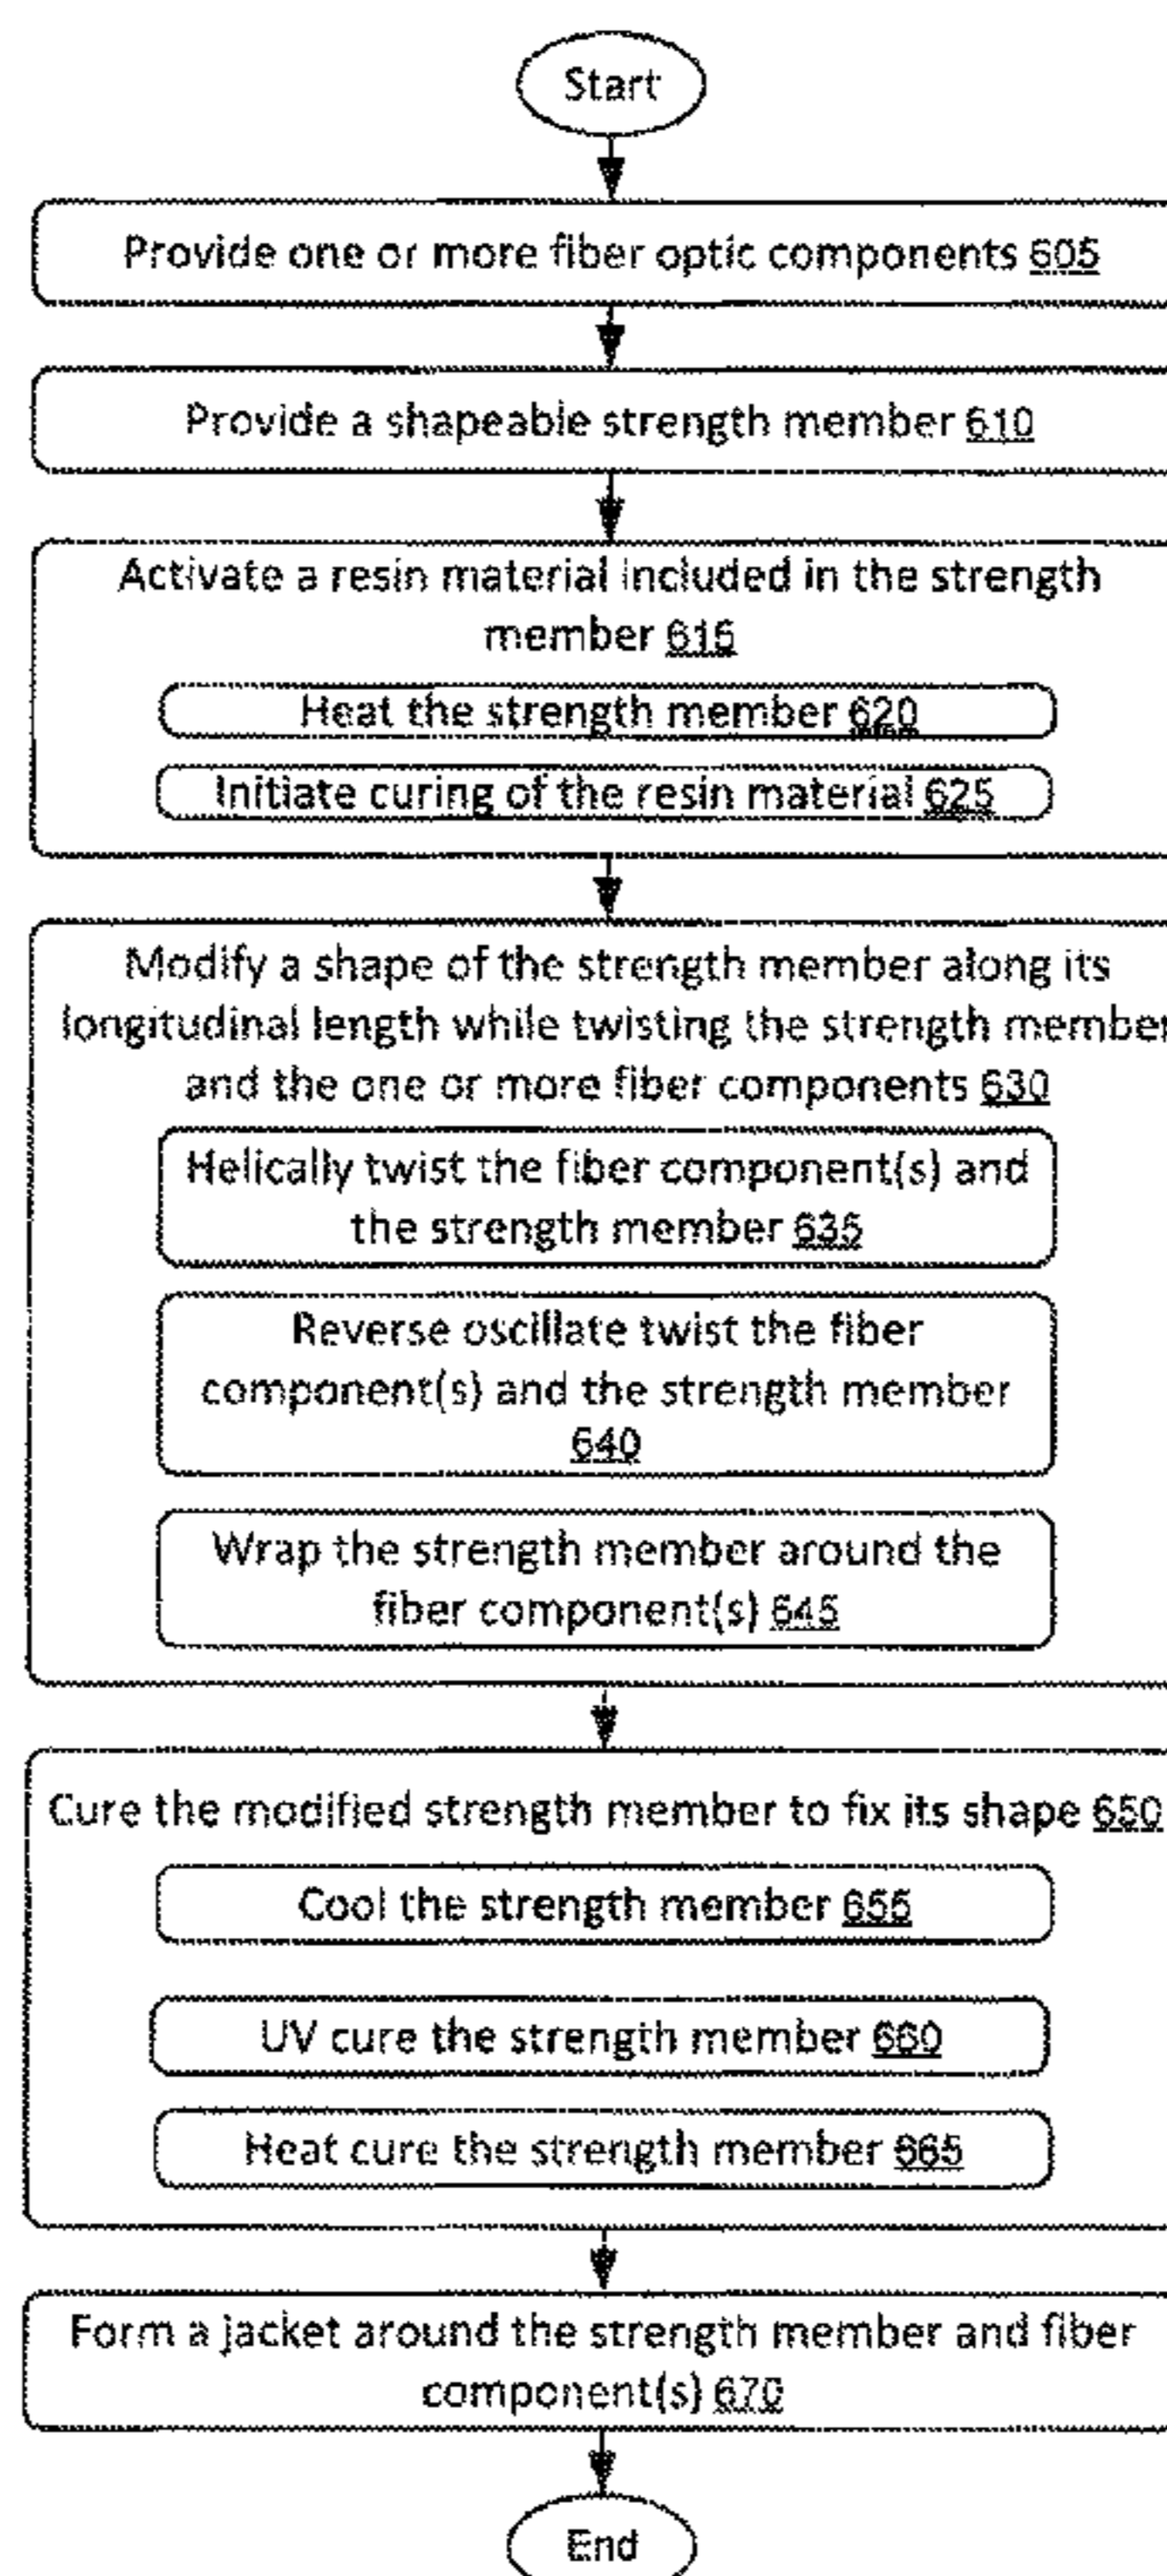 Start
Provide one or more fiber optic components 605
Provide a shapeable strength member 610
Activate a resin material included in the strength
member 615
Heat the strength member 620
Initiate curing of the resin material 625
Modify a shape of the strength member along its
longitudinal length while twisting the strength member
and the one or more fiber components 630
Helically twist the fiber component(s) and
the strength member 635
Reverse oscillate twist the fiber
component(s) and the strength member
640
Wrap the strength member around the
fiber component(s) 645
Cure the modified strength member to fix its shape 650
Cool the strength member 655
UV cure the strength member 660
Heat cure the strength member 665
Form a jacket around the strength member and fiber
component(s) 670
End